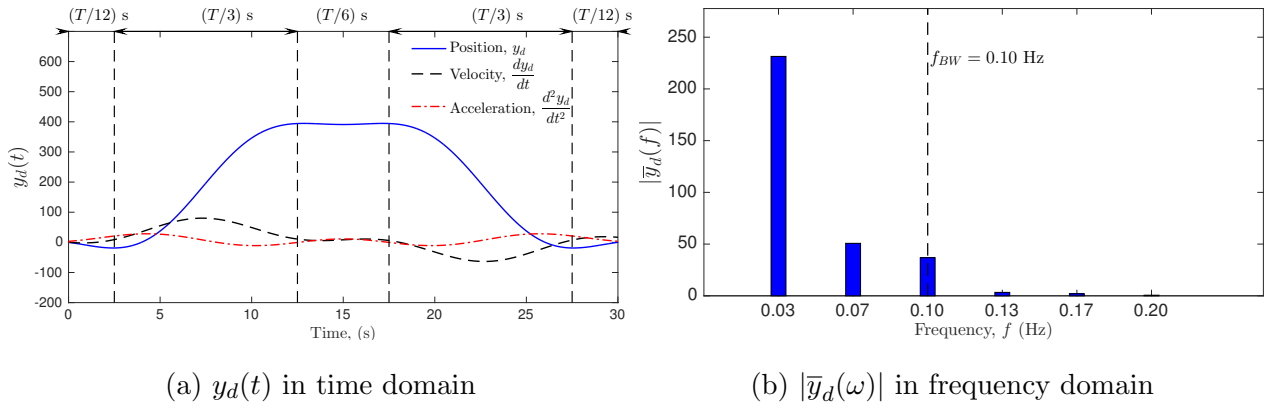 (T/12) s (T/3) s (T/6) s (T/3) s (T/12) s
Position, y_d
Velocity, dy_d/dt
Acceleration, d²y_d/dt²
600
500
400
300
200
100
0
-100
-200
y_d(t)
0 5 10 15 20 25 30
Time, (s)
(a) y_d(t) in time domain
f_BW = 0.10 Hz
250
200
150
100
50
0
|y̅_d(f)|
0.03 0.07 0.10 0.13 0.17 0.20
Frequency, f (Hz)
(b) |y̅_d(ω)| in frequency domain